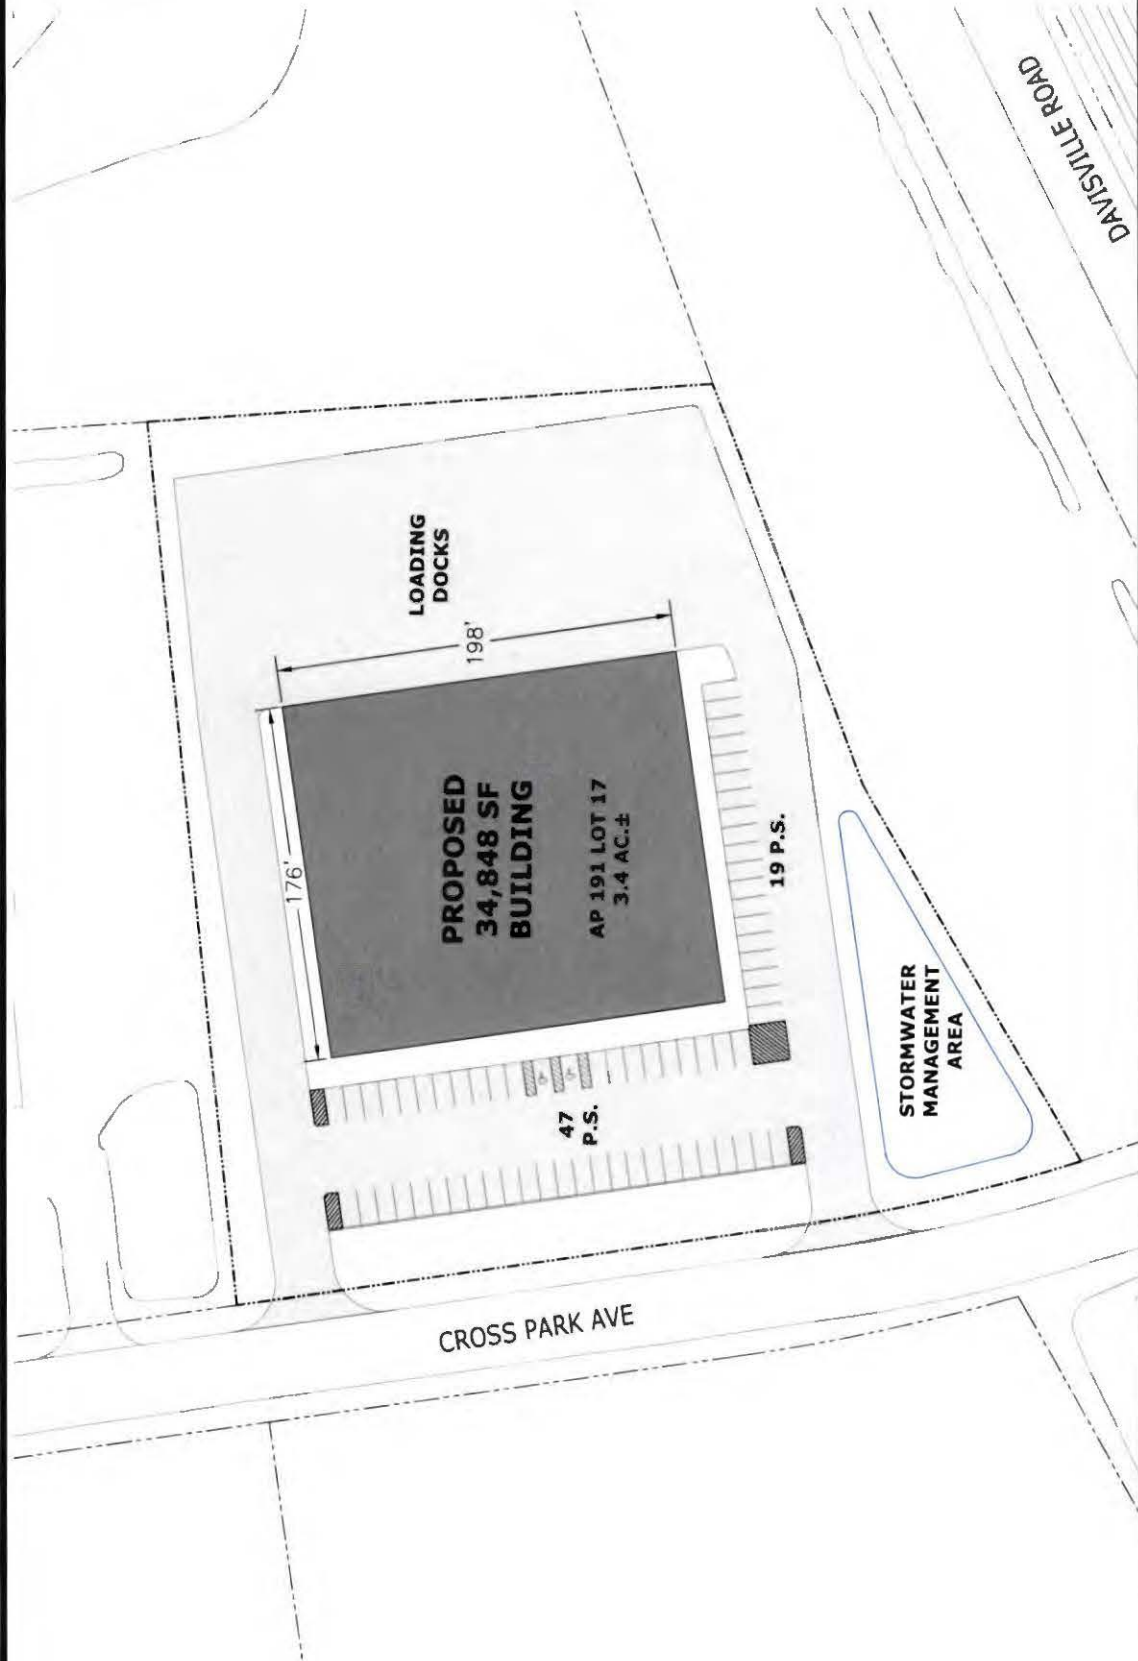 DAVISVILLE ROAD
LOADING
DOCKS
198'
176'
PROPOSED
34,848 SF
BUILDING
AP 191 LOT 17
3.4 AC.±
19 P.S.
47
P.S.
STORMWATER
MANAGEMENT
AREA
CROSS PARK AVE